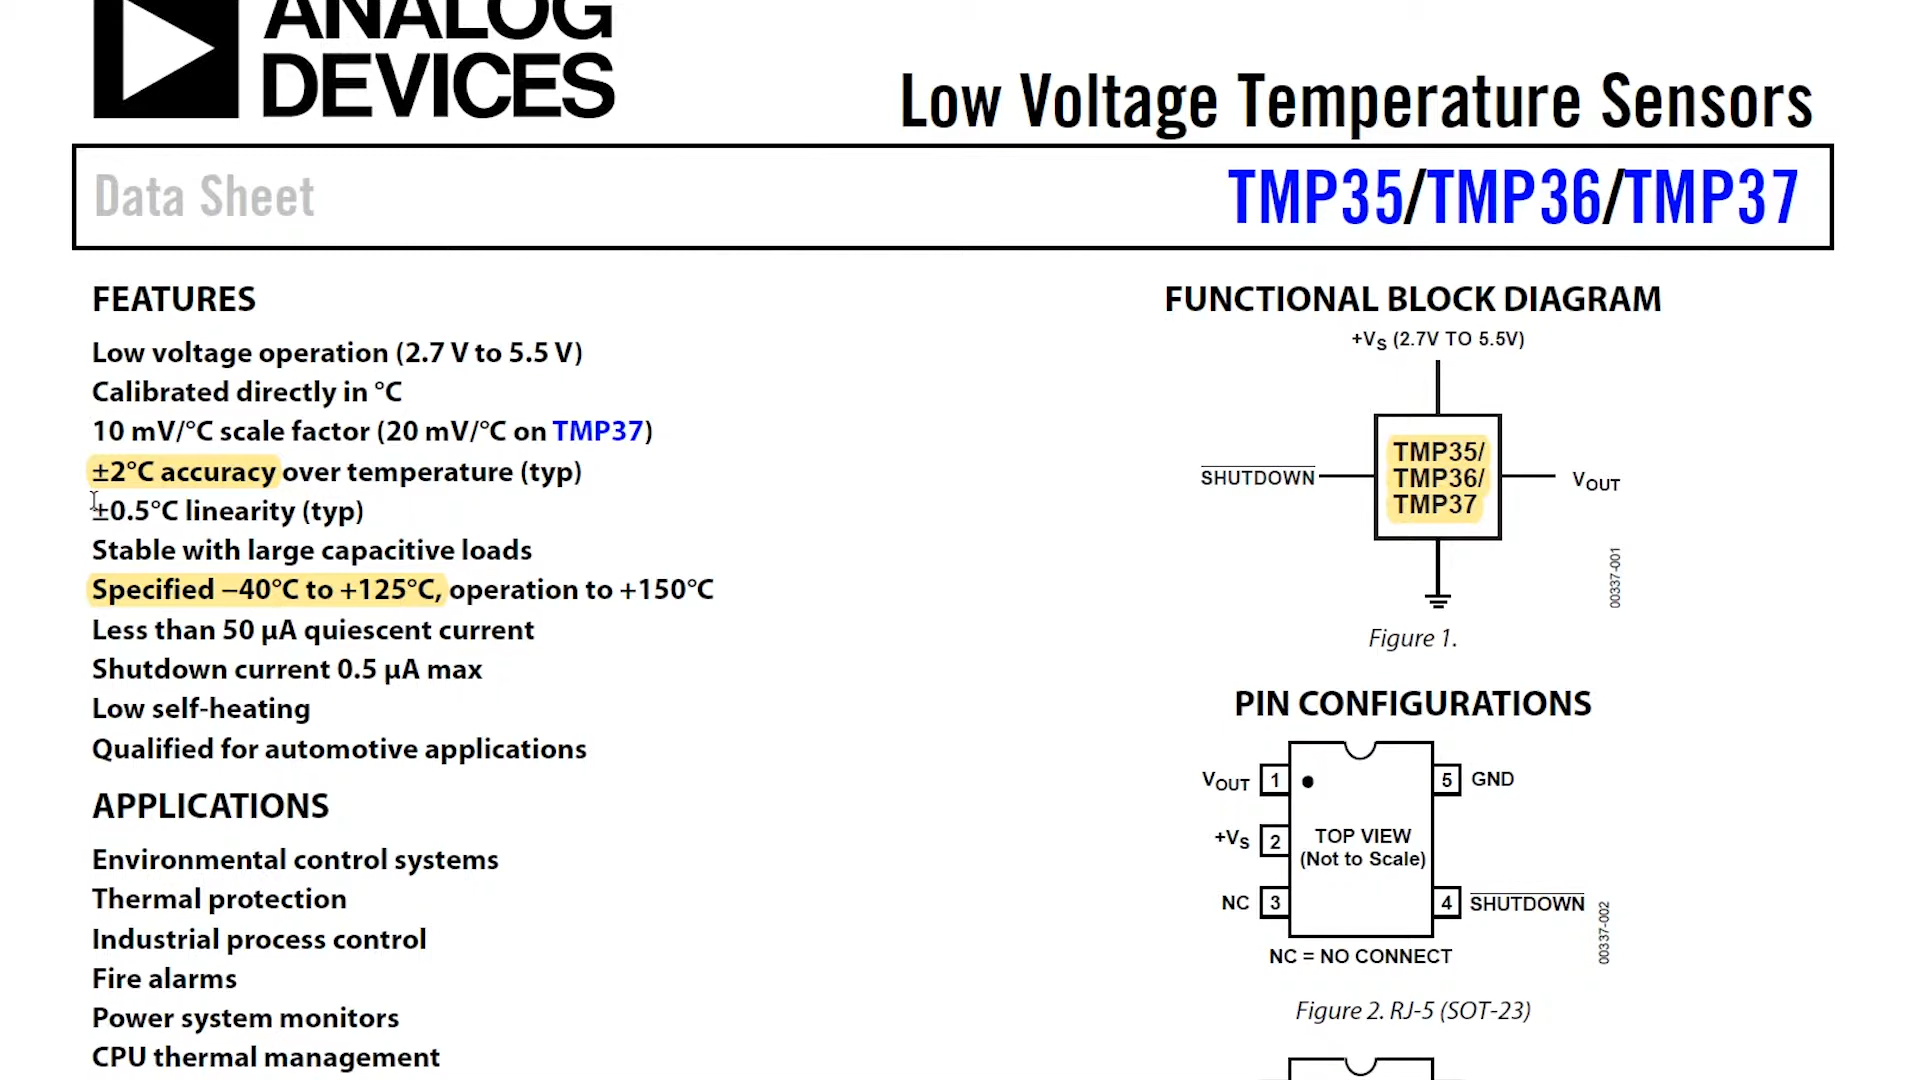 ANALOG
DEVICES
Low Voltage Temperature Sensors
Data Sheet
TMP35/TMP36/TMP37
FEATURES
Low voltage operation (2.7 V to 5.5 V)
Calibrated directly in °C
10 mV/°C scale factor (20 mV/°C on TMP37)
±2°C accuracy over temperature (typ)
±0.5°C linearity (typ)
Stable with large capacitive loads
Specified −40°C to +125°C, operation to +150°C
Less than 50 μA quiescent current
Shutdown current 0.5 μA max
Low self-heating
Qualified for automotive applications
APPLICATIONS
Environmental control systems
Thermal protection
Industrial process control
Fire alarms
Power system monitors
CPU thermal management
FUNCTIONAL BLOCK DIAGRAM
+VS (2.7V TO 5.5V)
TMP35/
TMP36/
TMP37
SHUTDOWN
VOUT
00337-001
Figure 1.
PIN CONFIGURATIONS
VOUT 1
5 GND
+VS 2
TOP VIEW
(Not to Scale)
NC 3
4 SHUTDOWN
NC = NO CONNECT
00337-002
Figure 2. RJ-5 (SOT-23)